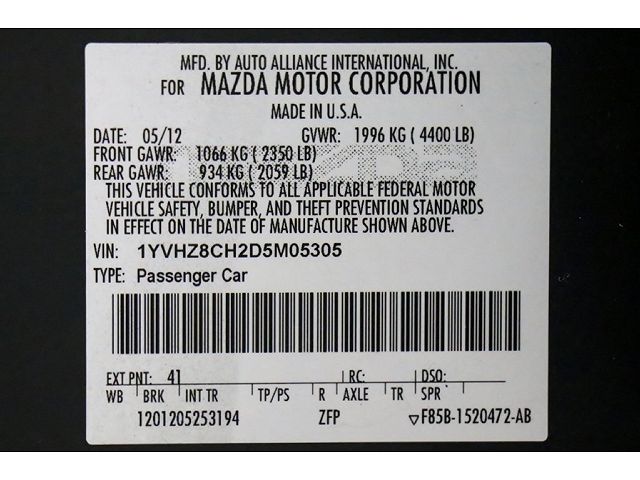 MFD. BY AUTO ALLIANCE INTERNATIONAL, INC.
FOR MAZDA MOTOR CORPORATION
MADE IN U.S.A.
DATE: 05/12 GVWR: 1996 KG ( 4400 LB)
FRONT GAWR: 1066 KG ( 2350 LB)
REAR GAWR: 934 KG ( 2059 LB)
THIS VEHICLE CONFORMS TO ALL APPLICABLE FEDERAL MOTOR
VEHICLE SAFETY, BUMPER, AND THEFT PREVENTION STANDARDS
IN EFFECT ON THE DATE OF MANUFACTURE SHOWN ABOVE.
VIN: 1YVHZ8CH2D5M05305
TYPE: Passenger Car
EXT PNT: 41 RC: DSO:
WB BRK INT TR TP/PS R AXLE TR SPR
1201205253194 ZFP ▽F85B-1520472-AB